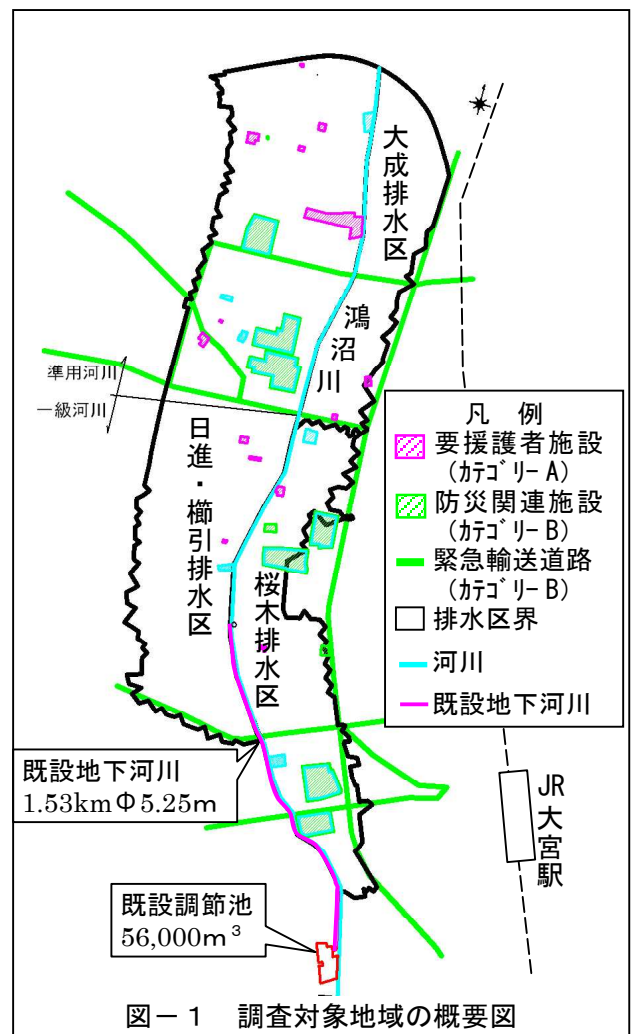 大成排水区
鴻沼川
準用河川
一級河川
日進・櫛引排水区
桜木排水区
凡 例
要援護者施設
(ｶﾃｺﾞﾘｰ A)
防災関連施設
(ｶﾃｺﾞﾘｰ B)
緊急輸送道路
(ｶﾃｺﾞﾘｰ B)
排水区界
河川
既設地下河川
既設地下河川
1.53km Φ5.25m
JR大宮駅
既設調節池
56,000m³
図－1 調査対象地域の概要図